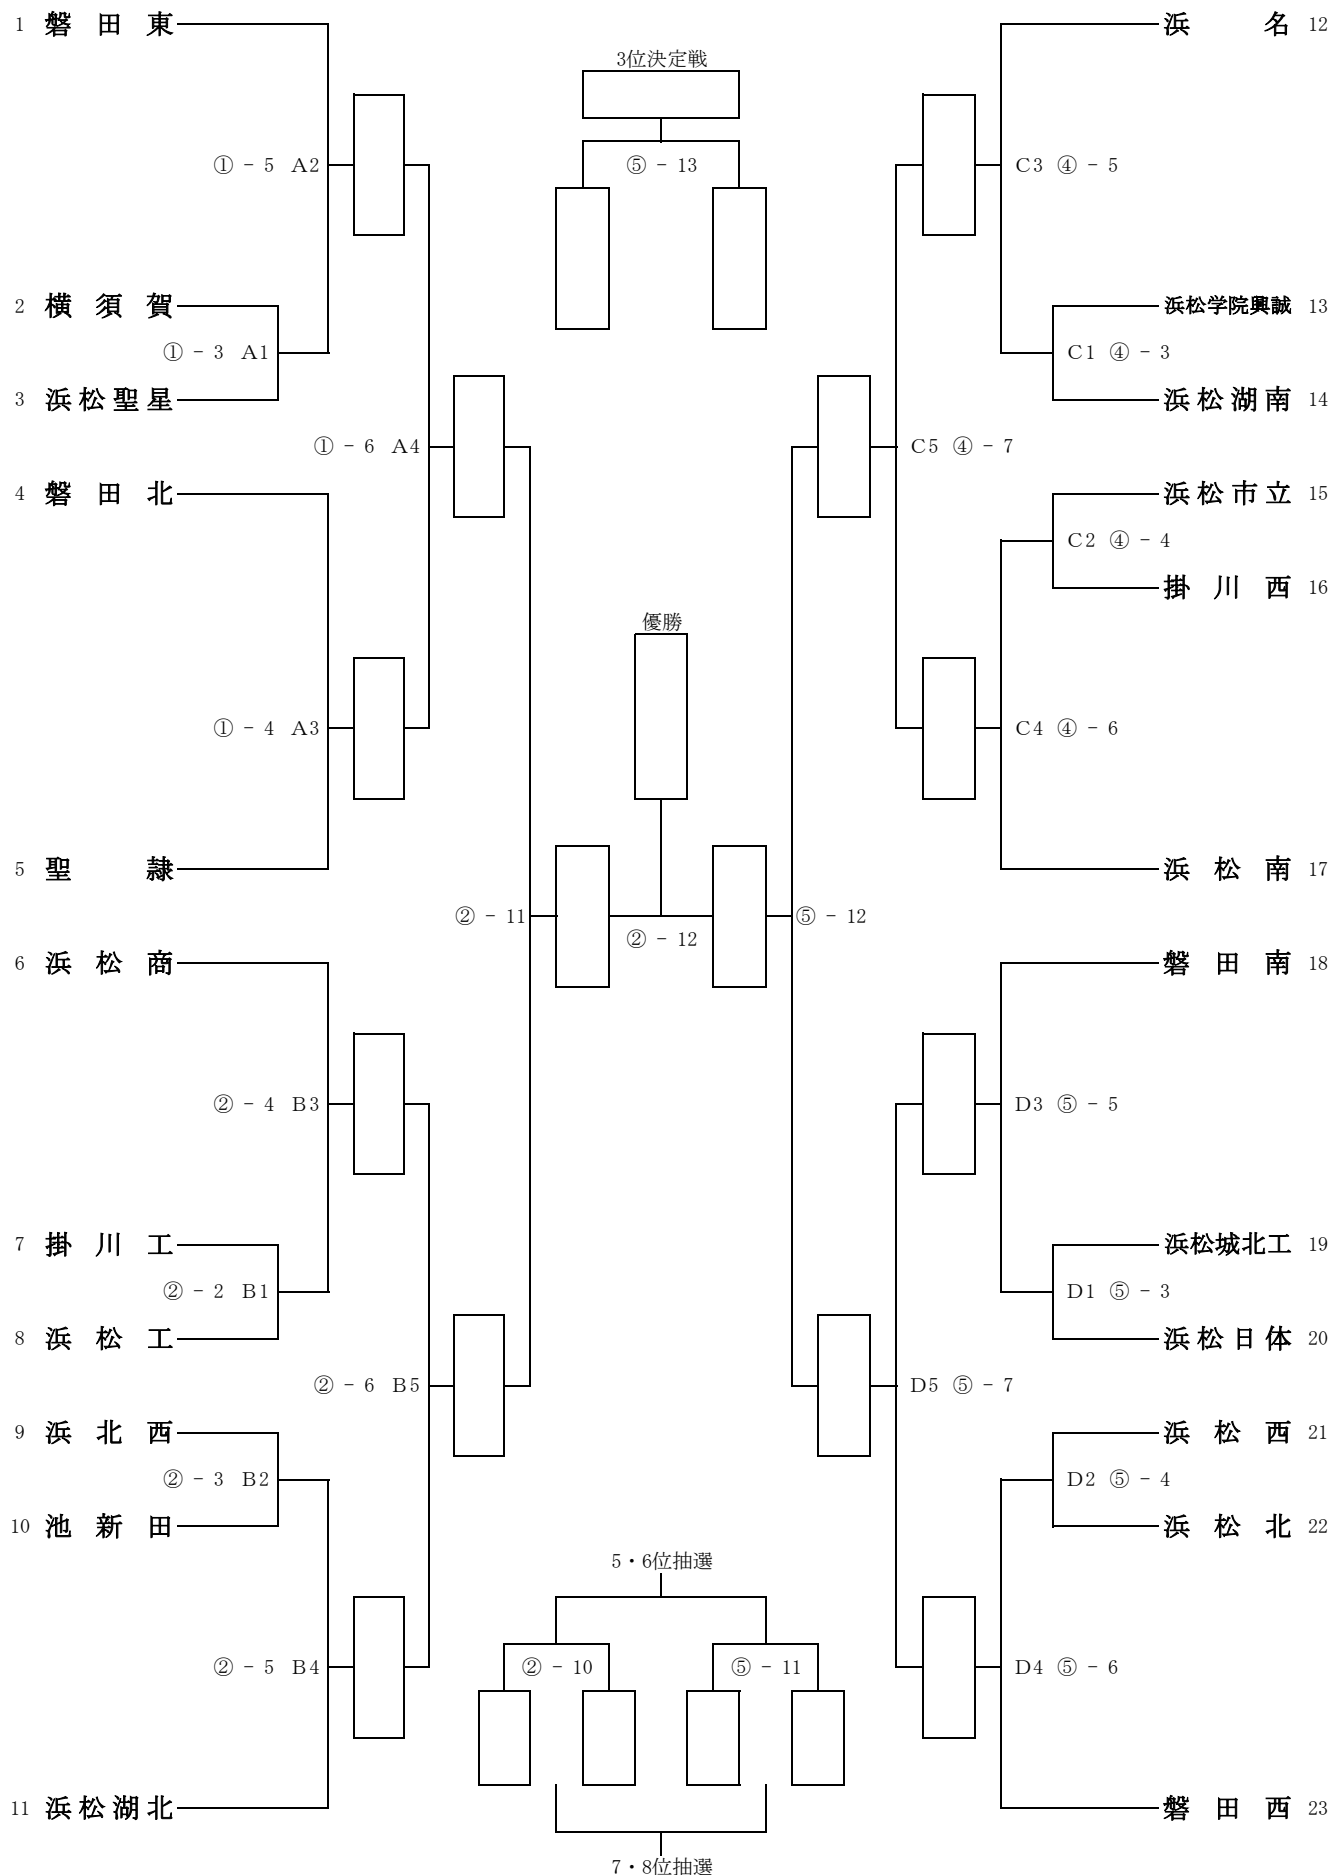 1 磐田東
浜名 12
3位決定戦
① - 5 A2
⑤ - 13
C3 ④ - 5
2 横須賀
浜松学院興誠 13
① - 3 A1
C1 ④ - 3
3 浜松聖星
浜松湖南 14
① - 6 A4
C5 ④ - 7
4 磐田北
浜松市立 15
C2 ④ - 4
掛川西 16
優勝
① - 4 A3
C4 ④ - 6
5 聖隷
浜松南 17
② - 11
⑤ - 12
② - 12
6 浜松商
磐田南 18
② - 4 B3
D3 ⑤ - 5
7 掛川工
浜松城北工 19
② - 2 B1
D1 ⑤ - 3
8 浜松工
浜松日体 20
② - 6 B5
D5 ⑤ - 7
9 浜北西
浜松西 21
② - 3 B2
D2 ⑤ - 4
10 池新田
浜松北 22
5・6位抽選
② - 5 B4
② - 10
⑤ - 11
D4 ⑤ - 6
11 浜松湖北
磐田西 23
7・8位抽選